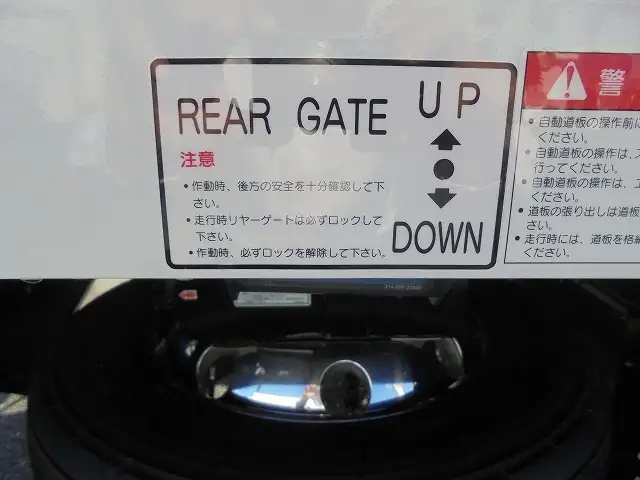 REAR GATE
UP
DOWN
注意
・作動時、後方の安全を十分確認して下
さい。
・走行時リヤーゲートは必ずロックして
下さい。
・作動時、必ずロックを解除して下さい。
警
・自動道板の操作前に
ください。
・自動道板の操作は、
行ってください。
・自動道板の操作は、
ください。
・道板の張り出しは道板
さい。
・走行時には、道板を格納
ください。